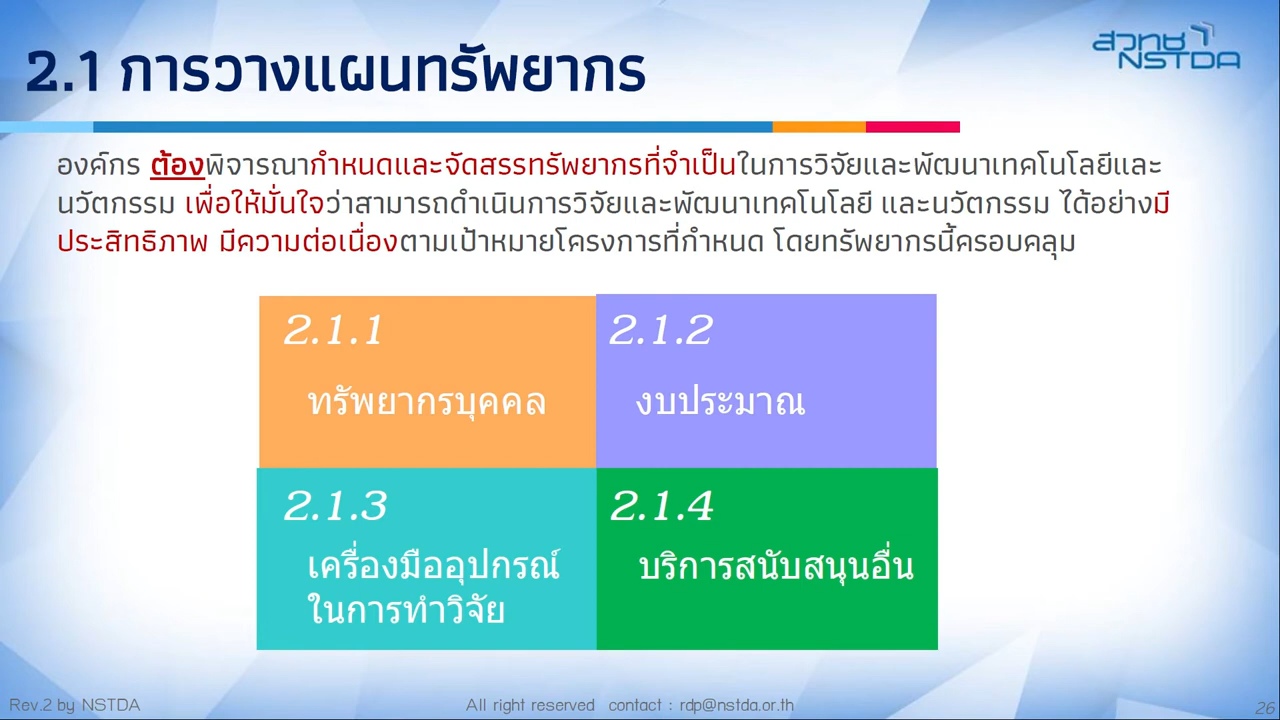 2.1 การวางแผนทรัพยากร
สวทช
NSTDA
องค์กร ต้องพิจารณากำหนดและจัดสรรทรัพยากรที่จำเป็นในการวิจัยและพัฒนาเทคโนโลยีและ
นวัตกรรม เพื่อให้มั่นใจว่าสามารถดำเนินการวิจัยและพัฒนาเทคโนโลยี และนวัตกรรม ได้อย่างมี
ประสิทธิภาพ มีความต่อเนื่องตามเป้าหมายโครงการที่กำหนด โดยทรัพยากรนี้ครอบคลุม
2.1.1
ทรัพยากรบุคคล
2.1.2
งบประมาณ
2.1.3
เครื่องมืออุปกรณ์
ในการทำวิจัย
2.1.4
บริการสนับสนุนอื่น
Rev.2 by NSTDA
All right reserved contact : rdp@nstda.or.th
26